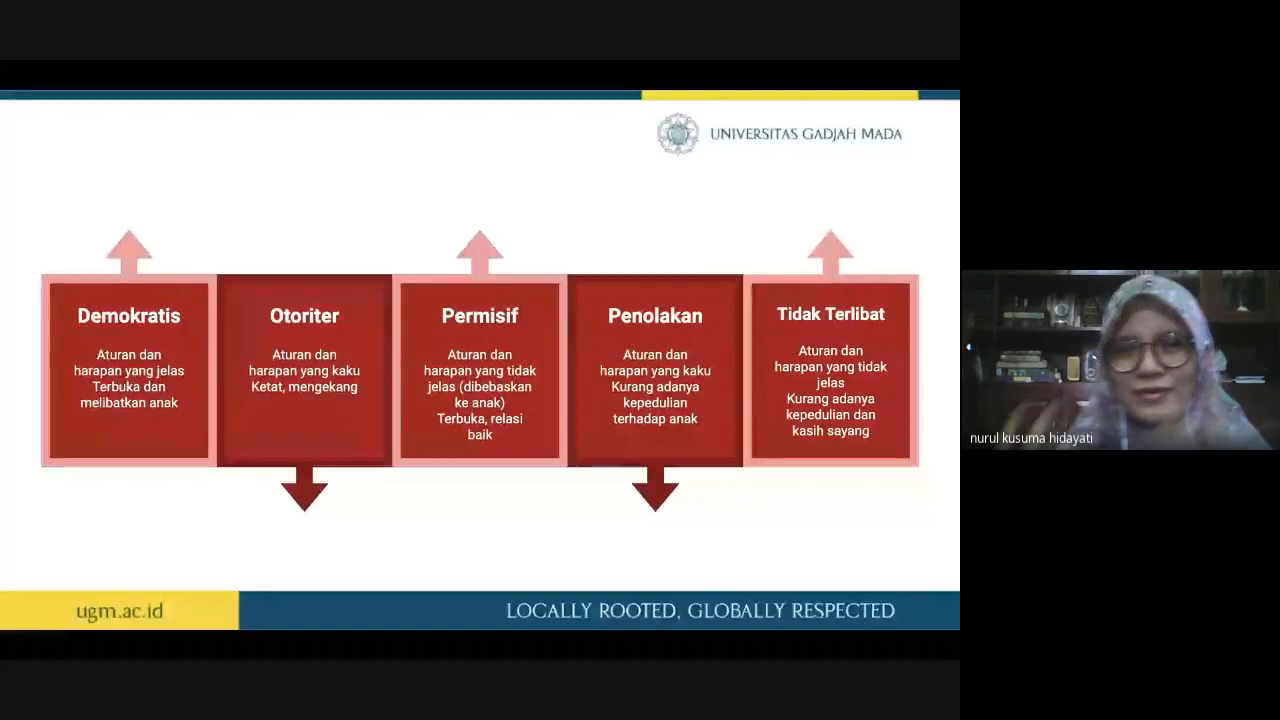 UNIVERSITAS GADJAH MADA
Demokratis
Aturan dan
harapan yang jelas
Terbuka dan
melibatkan anak
Otoriter
Aturan dan
harapan yang kaku
Ketat, mengekang
Permisif
Aturan dan
harapan yang tidak
jelas (dibebaskan
ke anak)
Terbuka, relasi
baik
Penolakan
Aturan dan
harapan yang kaku
Kurang adanya
kepedulian
terhadap anak
Tidak Terlibat
Aturan dan
harapan yang tidak
jelas
Kurang adanya
kepedulian dan
kasih sayang
nurul kusuma hidayati
ugm.ac.id
LOCALLY ROOTED, GLOBALLY RESPECTED